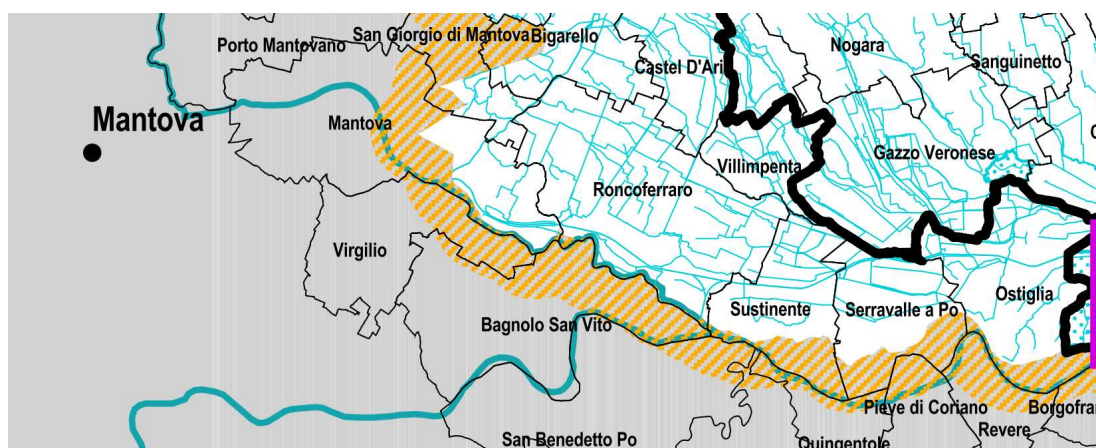 San Giorgio di Mantova
Bigarello
Porto Mantovano
Nogara
Castel D'Ari
Sanguinetto
Mantova
Mantova
Gazzo Veronese
Villimpenta
Roncoferraro
Virgilio
Ostiglia
Sustinente
Serravalle a Po
Bagnolo San Vito
Pieve di Coriano
Borgofran
Revere
San Benedetto Po
Quingentole